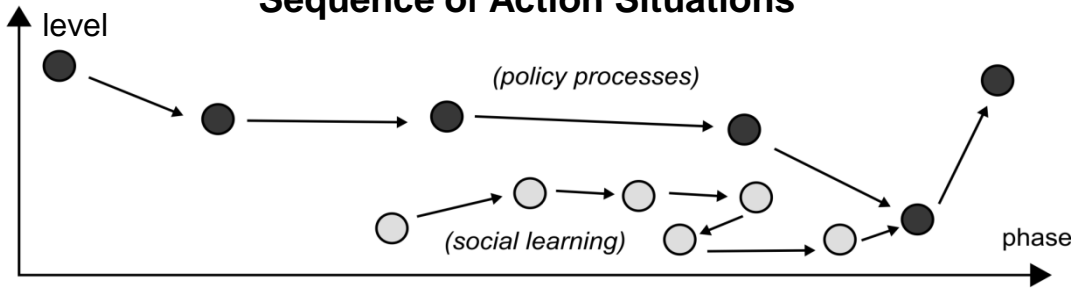 Sequence of Action Situations
level
(policy processes)
(social learning)
phase